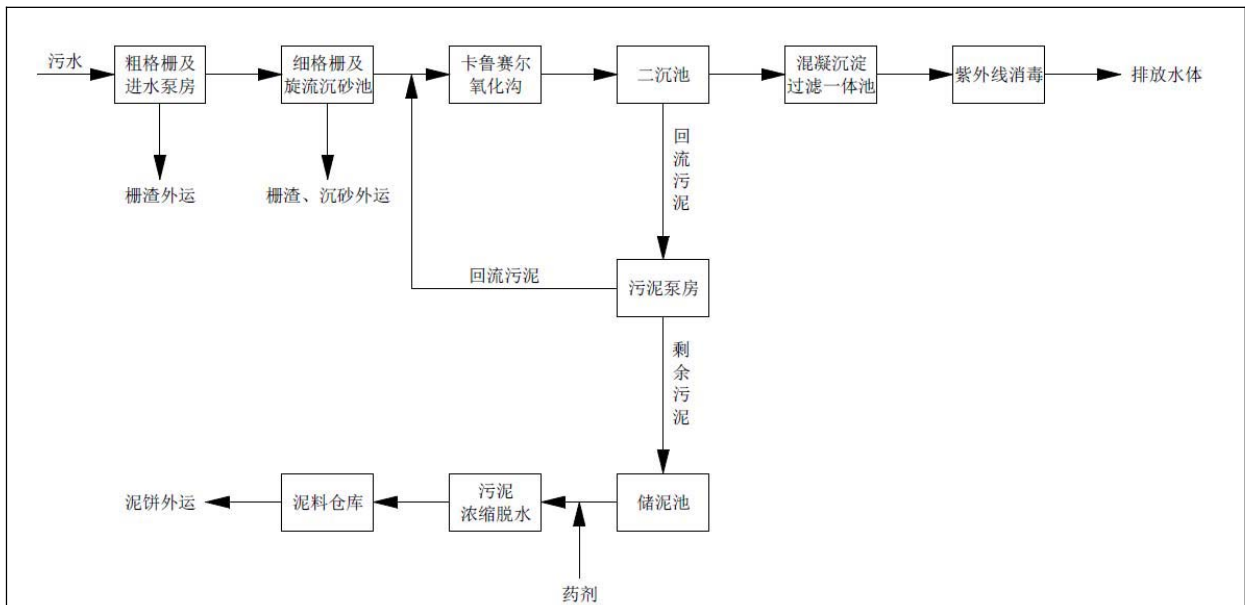 污水
粗格栅及
进水泵房
细格栅及
旋流沉砂池
卡鲁赛尔
氧化沟
二沉池
混凝沉淀
过滤一体池
紫外线消毒
排放水体
栅渣外运
栅渣、沉砂外运
回流污泥
回流污泥
污泥泵房
剩余污泥
泥饼外运
泥料仓库
污泥
浓缩脱水
储泥池
药剂